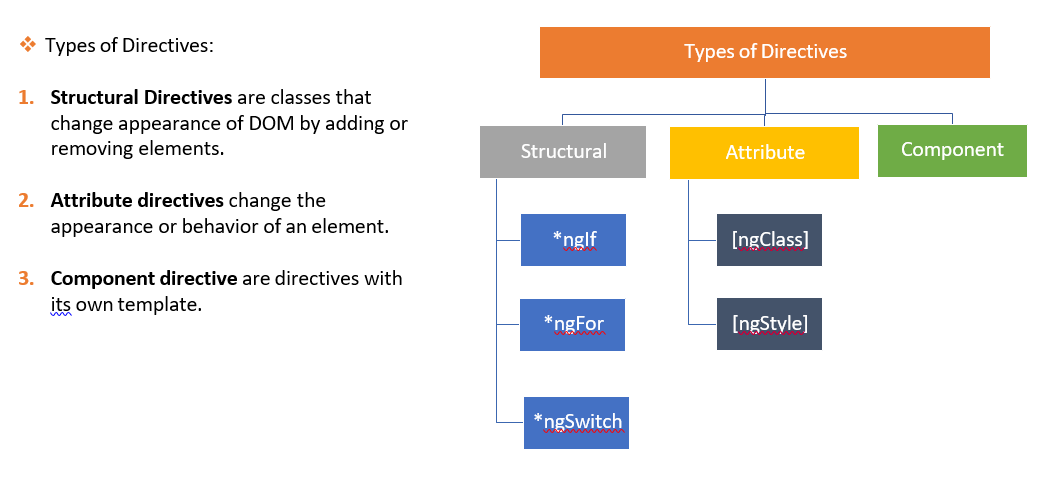 Types of Directives:
1. Structural Directives are classes that
change appearance of DOM by adding or
removing elements.
2. Attribute directives change the
appearance or behavior of an element.
3. Component directive are directives with
its own template.
Types of Directives
Structural
Attribute
Component
*ngIf
[ngClass]
*ngFor
[ngStyle]
*ngSwitch